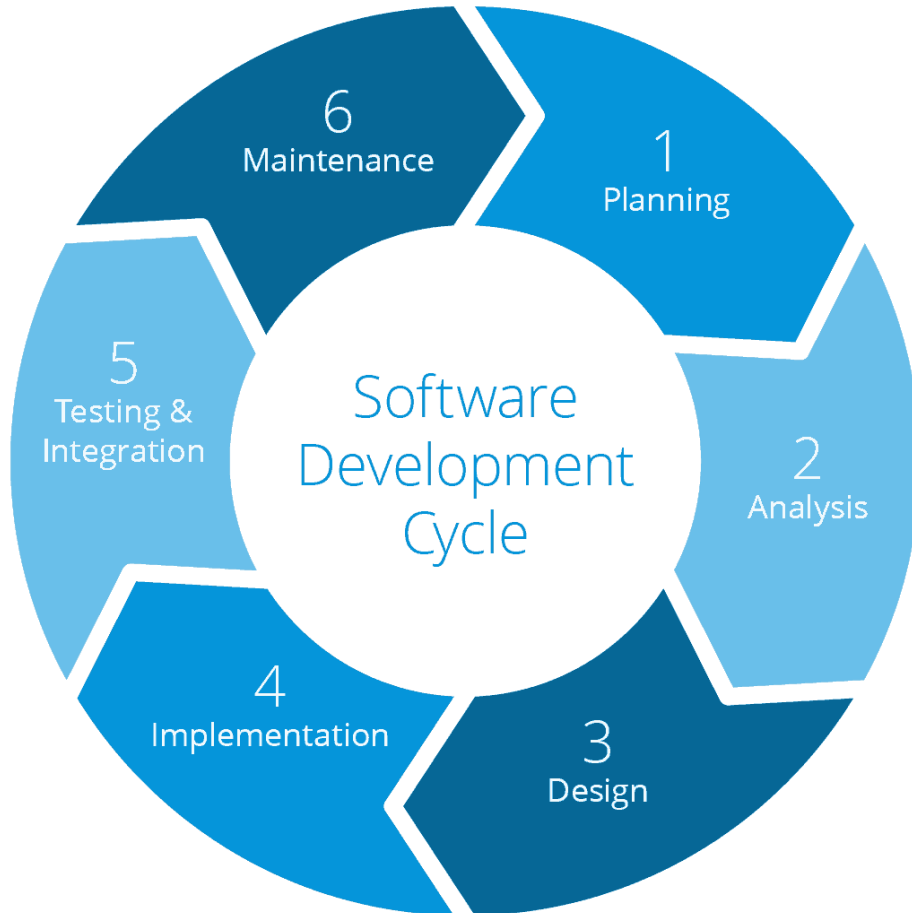 Software
Development
Cycle
1
Planning
2
Analysis
3
Design
4
Implementation
5
Testing &
Integration
6
Maintenance